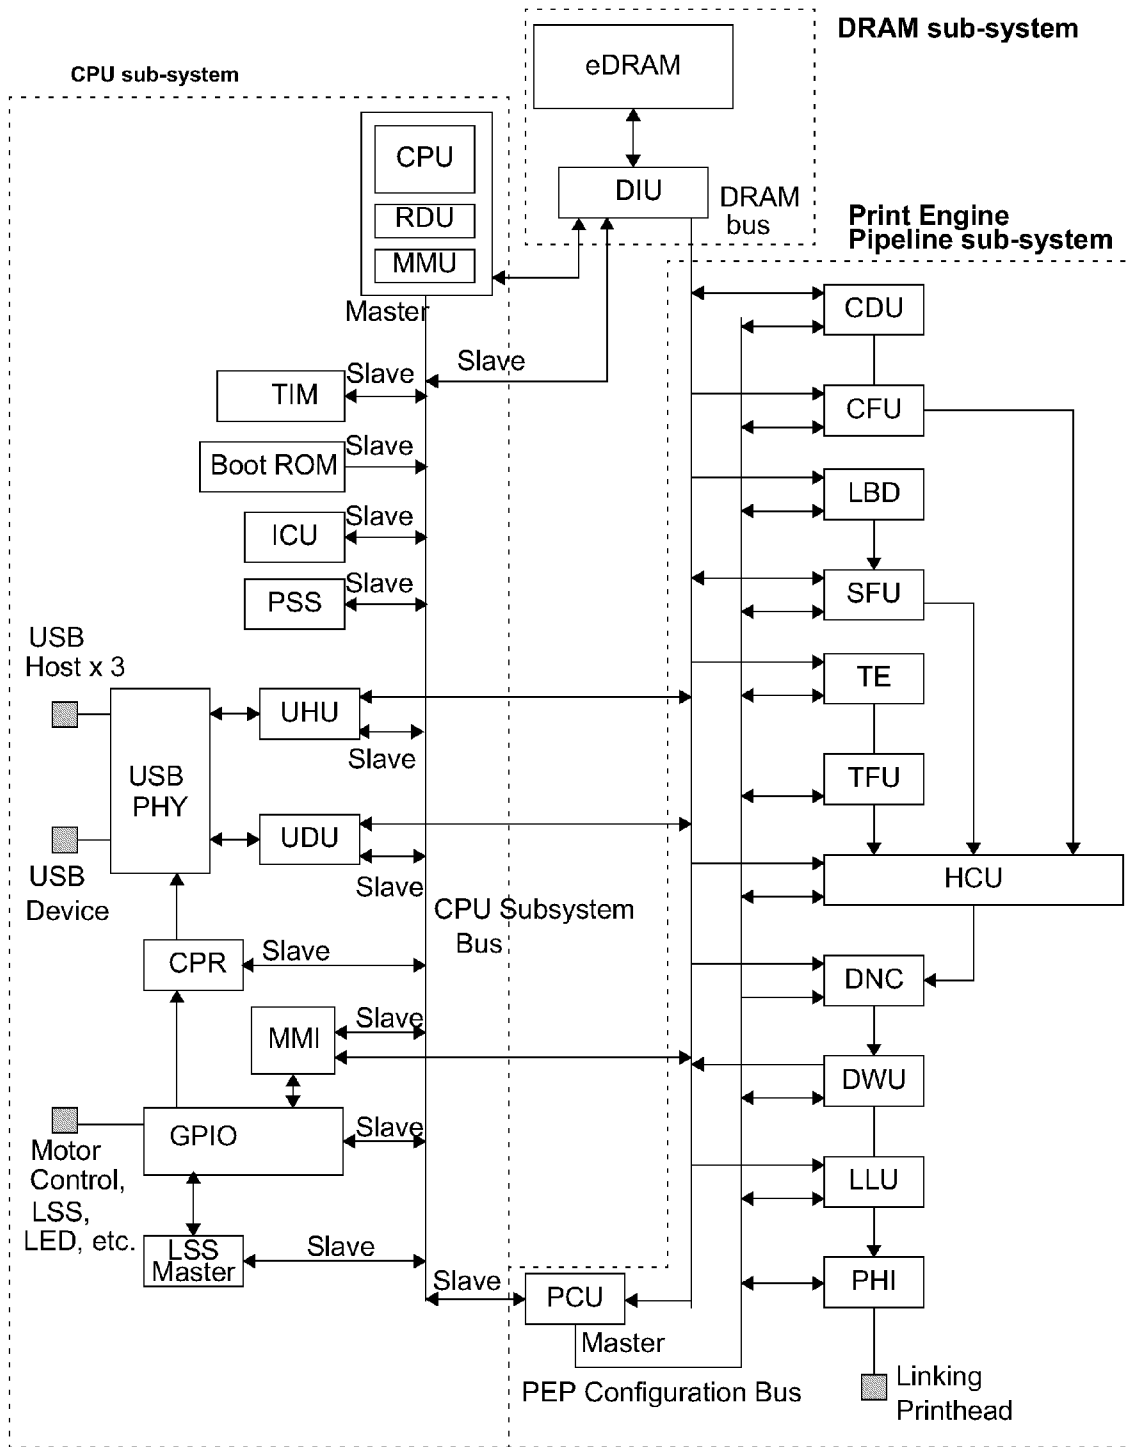 DRAM sub-system
eDRAM
CPU sub-system
CPU
DIU
DRAM
bus
RDU
Print Engine
Pipeline sub-system
MMU
Master
CDU
Slave
Slave
TIM
CFU
Slave
Boot ROM
LBD
Slave
ICU
Slave
PSS
SFU
USB
Host x 3
TE
UHU
Slave
USB
PHY
TFU
UDU
USB
Device
Slave
HCU
CPU Subsystem
Bus
Slave
CPR
DNC
Slave
MMI
DWU
GPIO
Slave
Motor
Control,
LSS,
LED, etc.
LLU
LSS
Master
Slave
Slave
PCU
PHI
Master
PEP Configuration Bus
Linking
Printhead